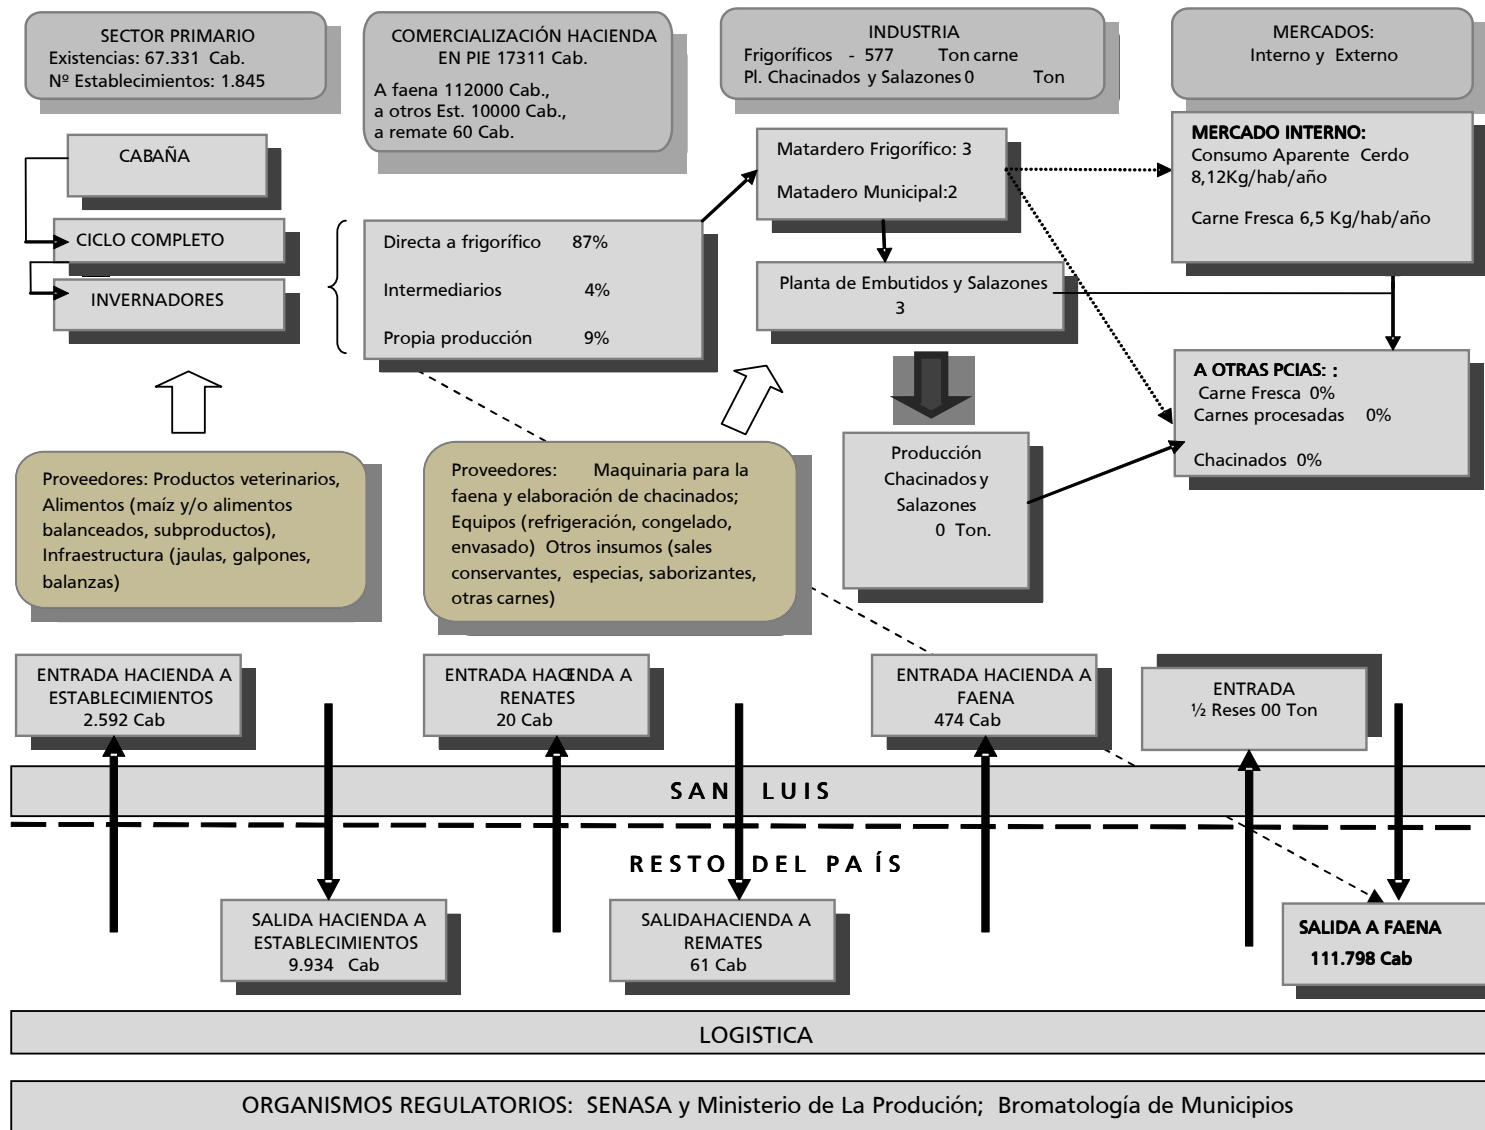 SECTOR PRIMARIO
Existencias: 67.331 Cab.
Nº Establecimientos: 1.845
COMERCIALIZACIÓN HACIENDA
EN PIE 17311 Cab.
A faena 112000 Cab.,
a otros Est. 10000 Cab.,
a remate 60 Cab.
INDUSTRIA
Frigoríficos - 577 Ton carne
Pl. Chacinados y Salazones 0 Ton
MERCADOS:
Interno y Externo
CABAÑA
CICLO COMPLETO
INVERNADORES
Directa a frigorífico 87%
Intermediarios 4%
Propia producción 9%
Matardero Frigorífico: 3
Matadero Municipal:2
Planta de Embutidos y Salazones
3
MERCADO INTERNO:
Consumo Aparente Cerdo
8,12Kg/hab/año
Carne Fresca 6,5 Kg/hab/año
A OTRAS PCIAS: :
Carne Fresca 0%
Carnes procesadas 0%
Chacinados 0%
Producción
Chacinados y
Salazones
0 Ton.
Proveedores: Productos veterinarios,
Alimentos (maíz y/o alimentos
balanceados, subproductos),
Infraestructura (jaulas, galpones,
balanzas)
Proveedores: Maquinaria para la
faena y elaboración de chacinados;
Equipos (refrigeración, congelado,
envasado) Otros insumos (sales
conservantes, especias, saborizantes,
otras carnes)
ENTRADA HACIENDA A
ESTABLECIMIENTOS
2.592 Cab
ENTRADA HACIENDA A
RENATES
20 Cab
ENTRADA HACIENDA A
FAENA
474 Cab
ENTRADA
½ Reses 00 Ton
SAN LUIS
RESTO DEL PAÍS
SALIDA HACIENDA A
ESTABLECIMIENTOS
9.934 Cab
SALIDAHACIENDA A
REMATES
61 Cab
SALIDA A FAENA
111.798 Cab
LOGISTICA
ORGANISMOS REGULATORIOS: SENASA y Ministerio de La Produción; Bromatología de Municipios